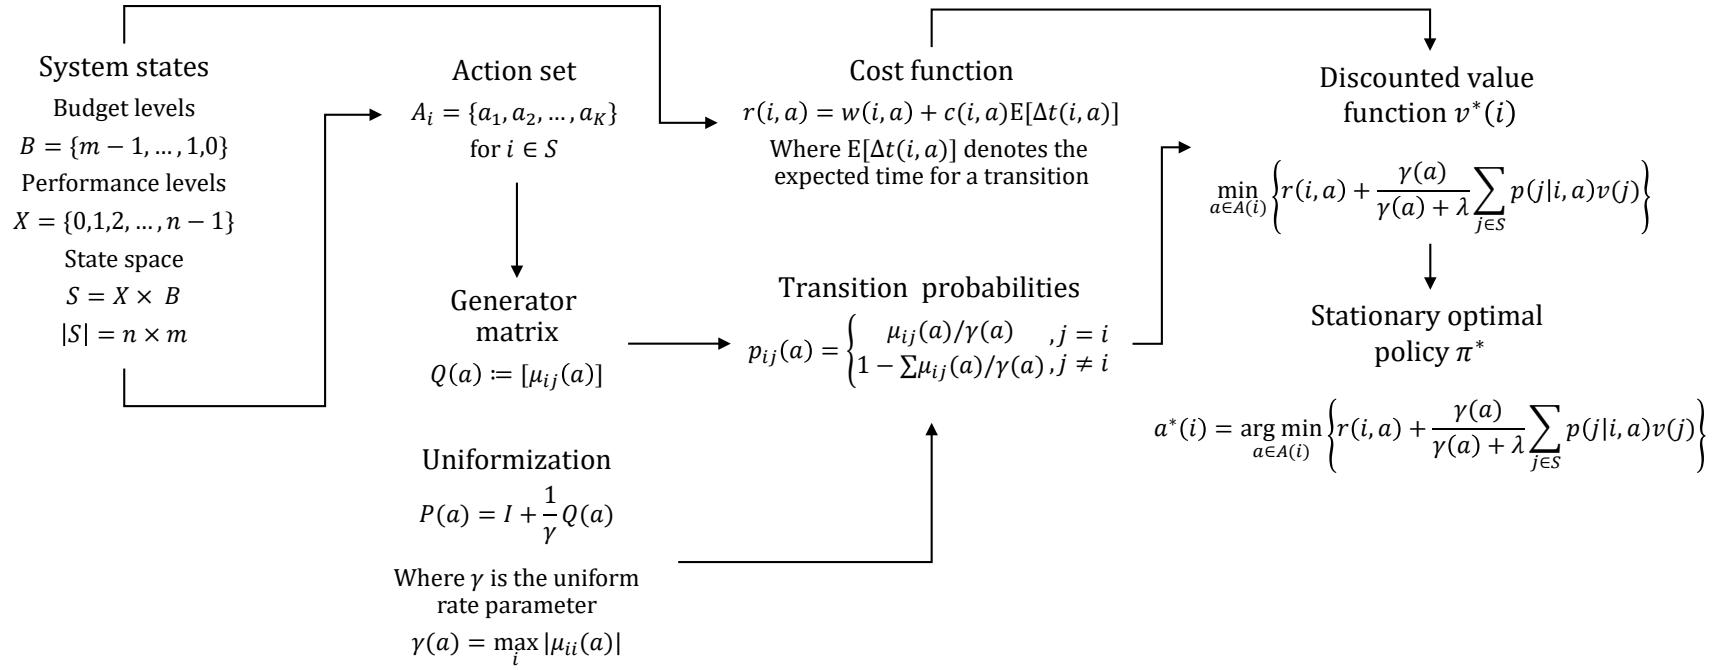 System states
Budget levels
B = {m − 1, … , 1,0}
Performance levels
X = {0,1,2, … , n − 1}
State space
S = X × B
|S| = n × m
Action set
A_i = {a_1, a_2, … , a_K}
for i ∈ S
Generator
matrix
Q(a) ≔ [μ_ij(a)]
Uniformization
P(a) = I + 1/γ Q(a)
Where γ is the uniform
rate parameter
γ(a) = max_i |μ_ii(a)|
Cost function
r(i, a) = w(i, a) + c(i, a)E[Δt(i, a)]
Where E[Δt(i, a)] denotes the
expected time for a transition
Transition probabilities
p_ij(a) = { μ_ij(a)/γ(a) , j = i
1 − ∑μ_ij(a)/γ(a) , j ≠ i
Discounted value
function v*(i)
min_{a∈A(i)} {r(i, a) + γ(a)/(γ(a) + λ) ∑_{j∈S} p(j|i, a)v(j)}
Stationary optimal
policy π*
a*(i) = arg min_{a∈A(i)} {r(i, a) + γ(a)/(γ(a) + λ) ∑_{j∈S} p(j|i, a)v(j)}